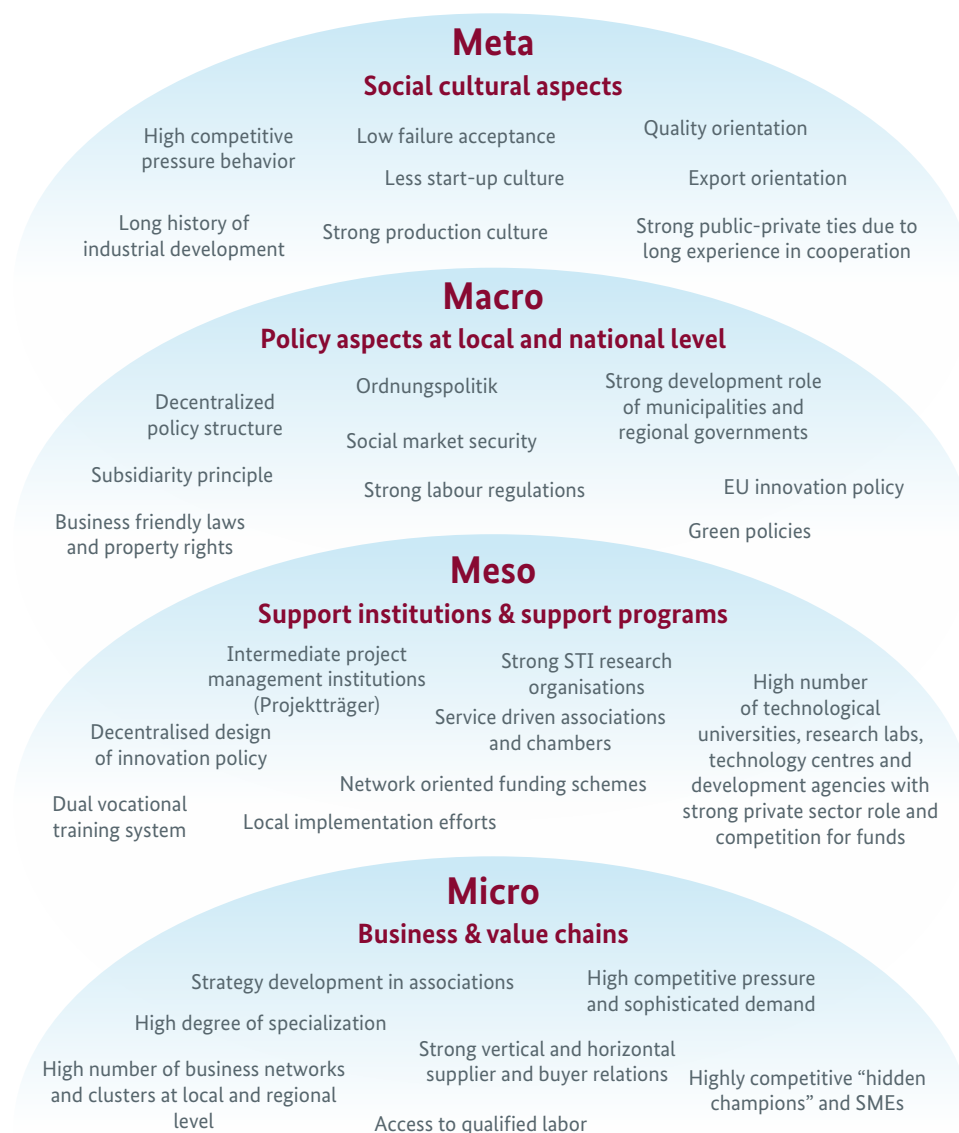 Meta
Social cultural aspects
High competitive
pressure behavior
Low failure acceptance
Quality orientation
Less start-up culture
Export orientation
Long history of
industrial development
Strong production culture
Strong public-private ties due to
long experience in cooperation
Macro
Policy aspects at local and national level
Decentralized
policy structure
Ordnungspolitik
Strong development role
of municipalities and
regional governments
Social market security
Subsidiarity principle
Strong labour regulations
EU innovation policy
Business friendly laws
and property rights
Green policies
Meso
Support institutions & support programs
Intermediate project
management institutions
(Projektträger)
Strong STI research
organisations
High number
of technological
universities, research labs,
technology centres and
development agencies with
strong private sector role and
competition for funds
Decentralised design
of innovation policy
Service driven associations
and chambers
Network oriented funding schemes
Dual vocational
training system
Local implementation efforts
Micro
Business & value chains
Strategy development in associations
High competitive pressure
and sophisticated demand
High degree of specialization
Strong vertical and horizontal
supplier and buyer relations
High number of business networks
and clusters at local and regional
level
Highly competitive “hidden
champions” and SMEs
Access to qualified labor